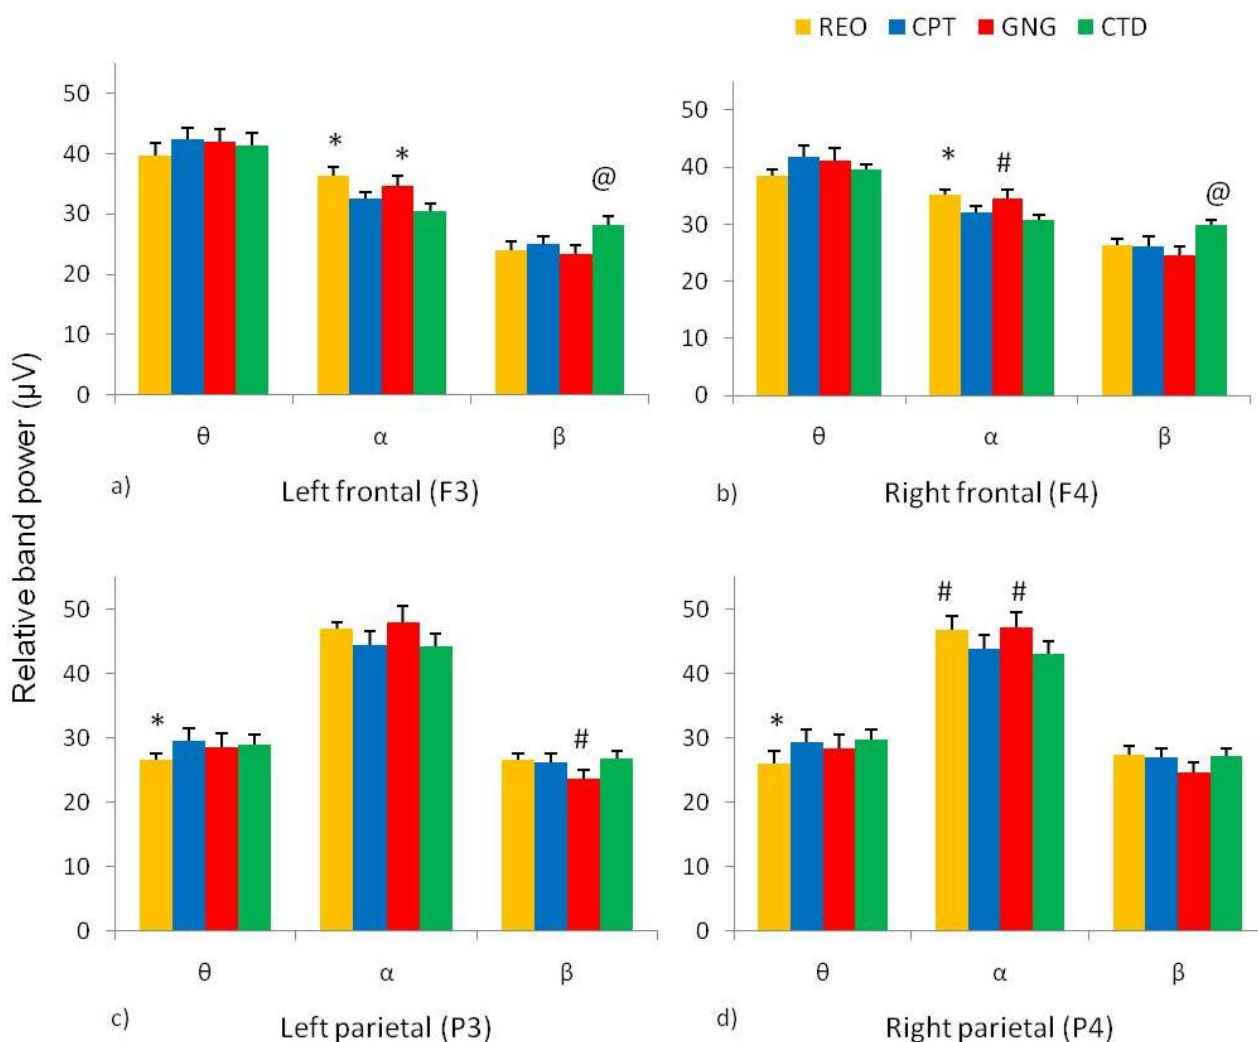 REO CPT GNG CTD
Relative band power (µV)
50
40
30
20
10
0
* * @
θ α β
a) Left frontal (F3)
50
40
30
20
10
0
* # @
θ α β
b) Right frontal (F4)
50
40
30
20
10
0
* #
θ α β
c) Left parietal (P3)
50
40
30
20
10
0
* # #
θ α β
d) Right parietal (P4)